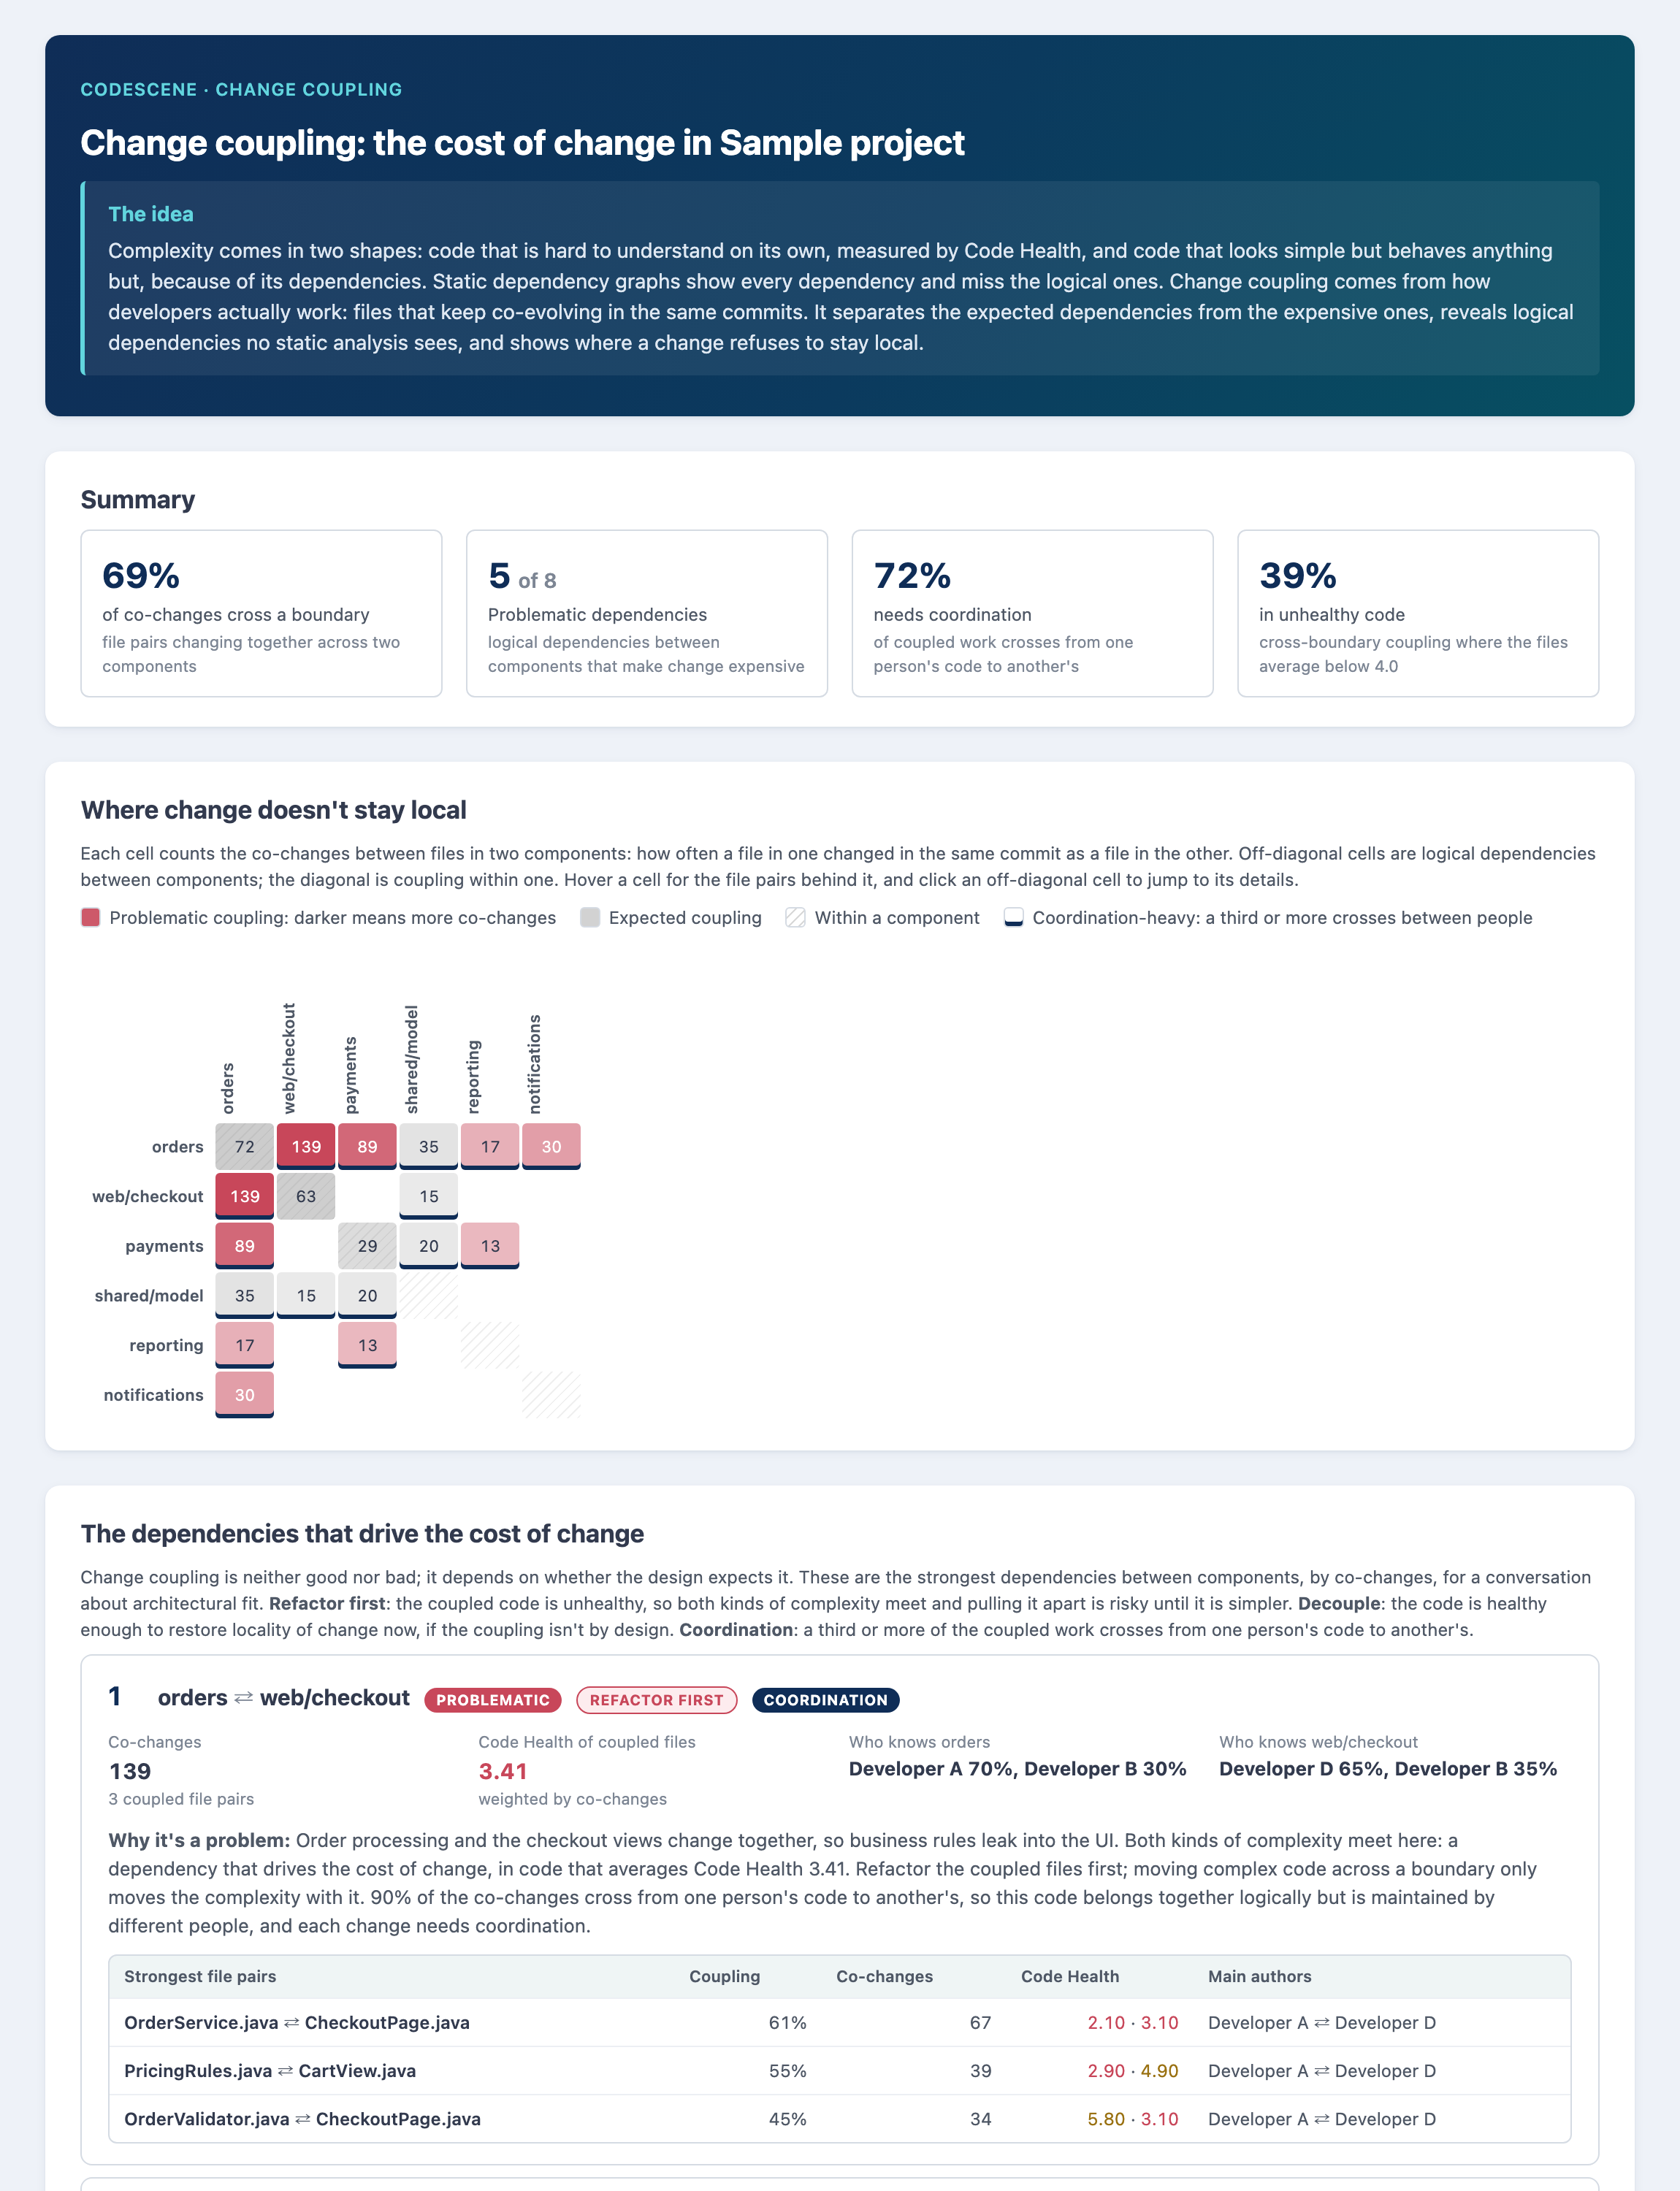 CODESCENE · CHANGE COUPLING
Change coupling: the cost of change in Sample project
The idea
Complexity comes in two shapes: code that is hard to understand on its own, measured by Code Health, and code that looks simple but behaves anything
but, because of its dependencies. Static dependency graphs show every dependency and miss the logical ones. Change coupling comes from how
developers actually work: files that keep co-evolving in the same commits. It separates the expected dependencies from the expensive ones, reveals logical
dependencies no static analysis sees, and shows where a change refuses to stay local.
Summary
69%
of co-changes cross a boundary
file pairs changing together across two
components
5 of 8
Problematic dependencies
logical dependencies between
components that make change expensive
72%
needs coordination
of coupled work crosses from one
person's code to another's
39%
in unhealthy code
cross-boundary coupling where the files
average below 4.0
Where change doesn't stay local
Each cell counts the co-changes between files in two components: how often a file in one changed in the same commit as a file in the other. Off-diagonal cells are logical dependencies
between components; the diagonal is coupling within one. Hover a cell for the file pairs behind it, and click an off-diagonal cell to jump to its details.
Problematic coupling: darker means more co-changes Expected coupling Within a component Coordination-heavy: a third or more crosses between people
orders web/checkout payments shared/model reporting notifications
orders 72 139 89 35 17 30
web/checkout 139 63 15
payments 89 29 20 13
shared/model 35 15 20
reporting 17 13
notifications 30
The dependencies that drive the cost of change
Change coupling is neither good nor bad; it depends on whether the design expects it. These are the strongest dependencies between components, by co-changes, for a conversation
about architectural fit. Refactor first: the coupled code is unhealthy, so both kinds of complexity meet and pulling it apart is risky until it is simpler. Decouple: the code is healthy
enough to restore locality of change now, if the coupling isn't by design. Coordination: a third or more of the coupled work crosses from one person's code to another's.
1 orders ⇄ web/checkout PROBLEMATIC REFACTOR FIRST COORDINATION
Co-changes
139
3 coupled file pairs
Code Health of coupled files
3.41
weighted by co-changes
Who knows orders
Developer A 70%, Developer B 30%
Who knows web/checkout
Developer D 65%, Developer B 35%
Why it's a problem: Order processing and the checkout views change together, so business rules leak into the UI. Both kinds of complexity meet here: a
dependency that drives the cost of change, in code that averages Code Health 3.41. Refactor the coupled files first; moving complex code across a boundary only
moves the complexity with it. 90% of the co-changes cross from one person's code to another's, so this code belongs together logically but is maintained by
different people, and each change needs coordination.
Strongest file pairs Coupling Co-changes Code Health Main authors
OrderService.java ⇄ CheckoutPage.java 61% 67 2.10 · 3.10 Developer A ⇄ Developer D
PricingRules.java ⇄ CartView.java 55% 39 2.90 · 4.90 Developer A ⇄ Developer D
OrderValidator.java ⇄ CheckoutPage.java 45% 34 5.80 · 3.10 Developer A ⇄ Developer D